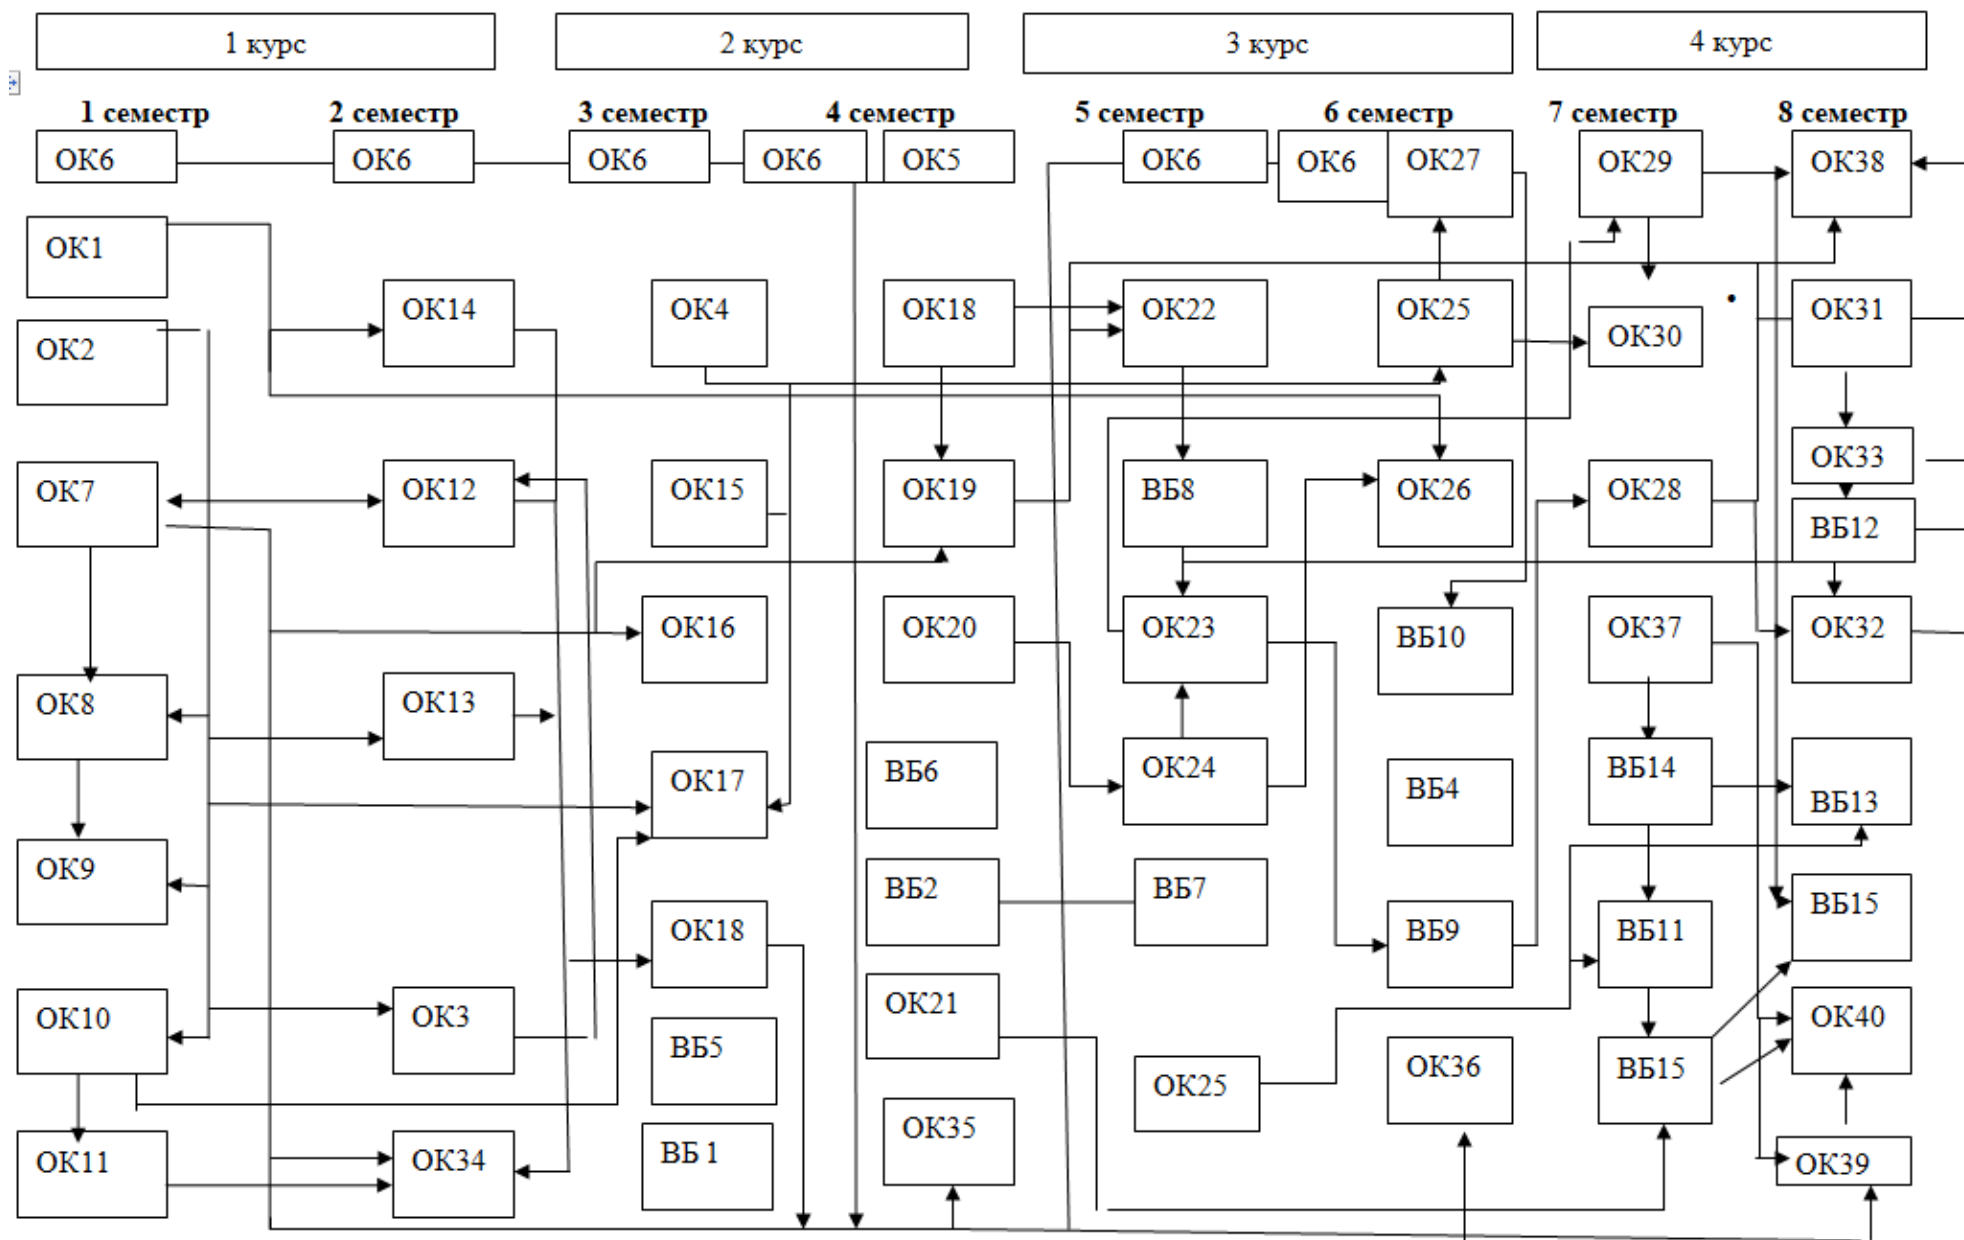 1 курс 2 курс 3 курс 4 курс
1 семестр 2 семестр 3 семестр 4 семестр 5 семестр 6 семестр 7 семестр 8 семестр
ОК6 ОК6 ОК6 ОК6 ОК5 ОК6 ОК6 ОК27 ОК29 ОК38
ОК1
ОК14 ОК4 ОК18 ОК22 ОК25 ОК31
ОК2 ОК30
ОК33
ОК7 ОК12 ОК15 ОК19 ВБ8 ОК26 ОК28
ВБ12
ОК16 ОК20 ОК23 ВБ10 ОК37 ОК32
ОК8 ОК13
ОК17 ВБ6 ОК24 ВБ4 ВБ14 ВБ13
ОК9 ВБ2 ВБ7 ВБ15
ОК18 ВБ9 ВБ11
ОК10 ОК3 ОК21 ОК40
ВБ5 ОК25 ОК36 ВБ15
ОК11 ОК34 ВБ 1 ОК35 ОК39